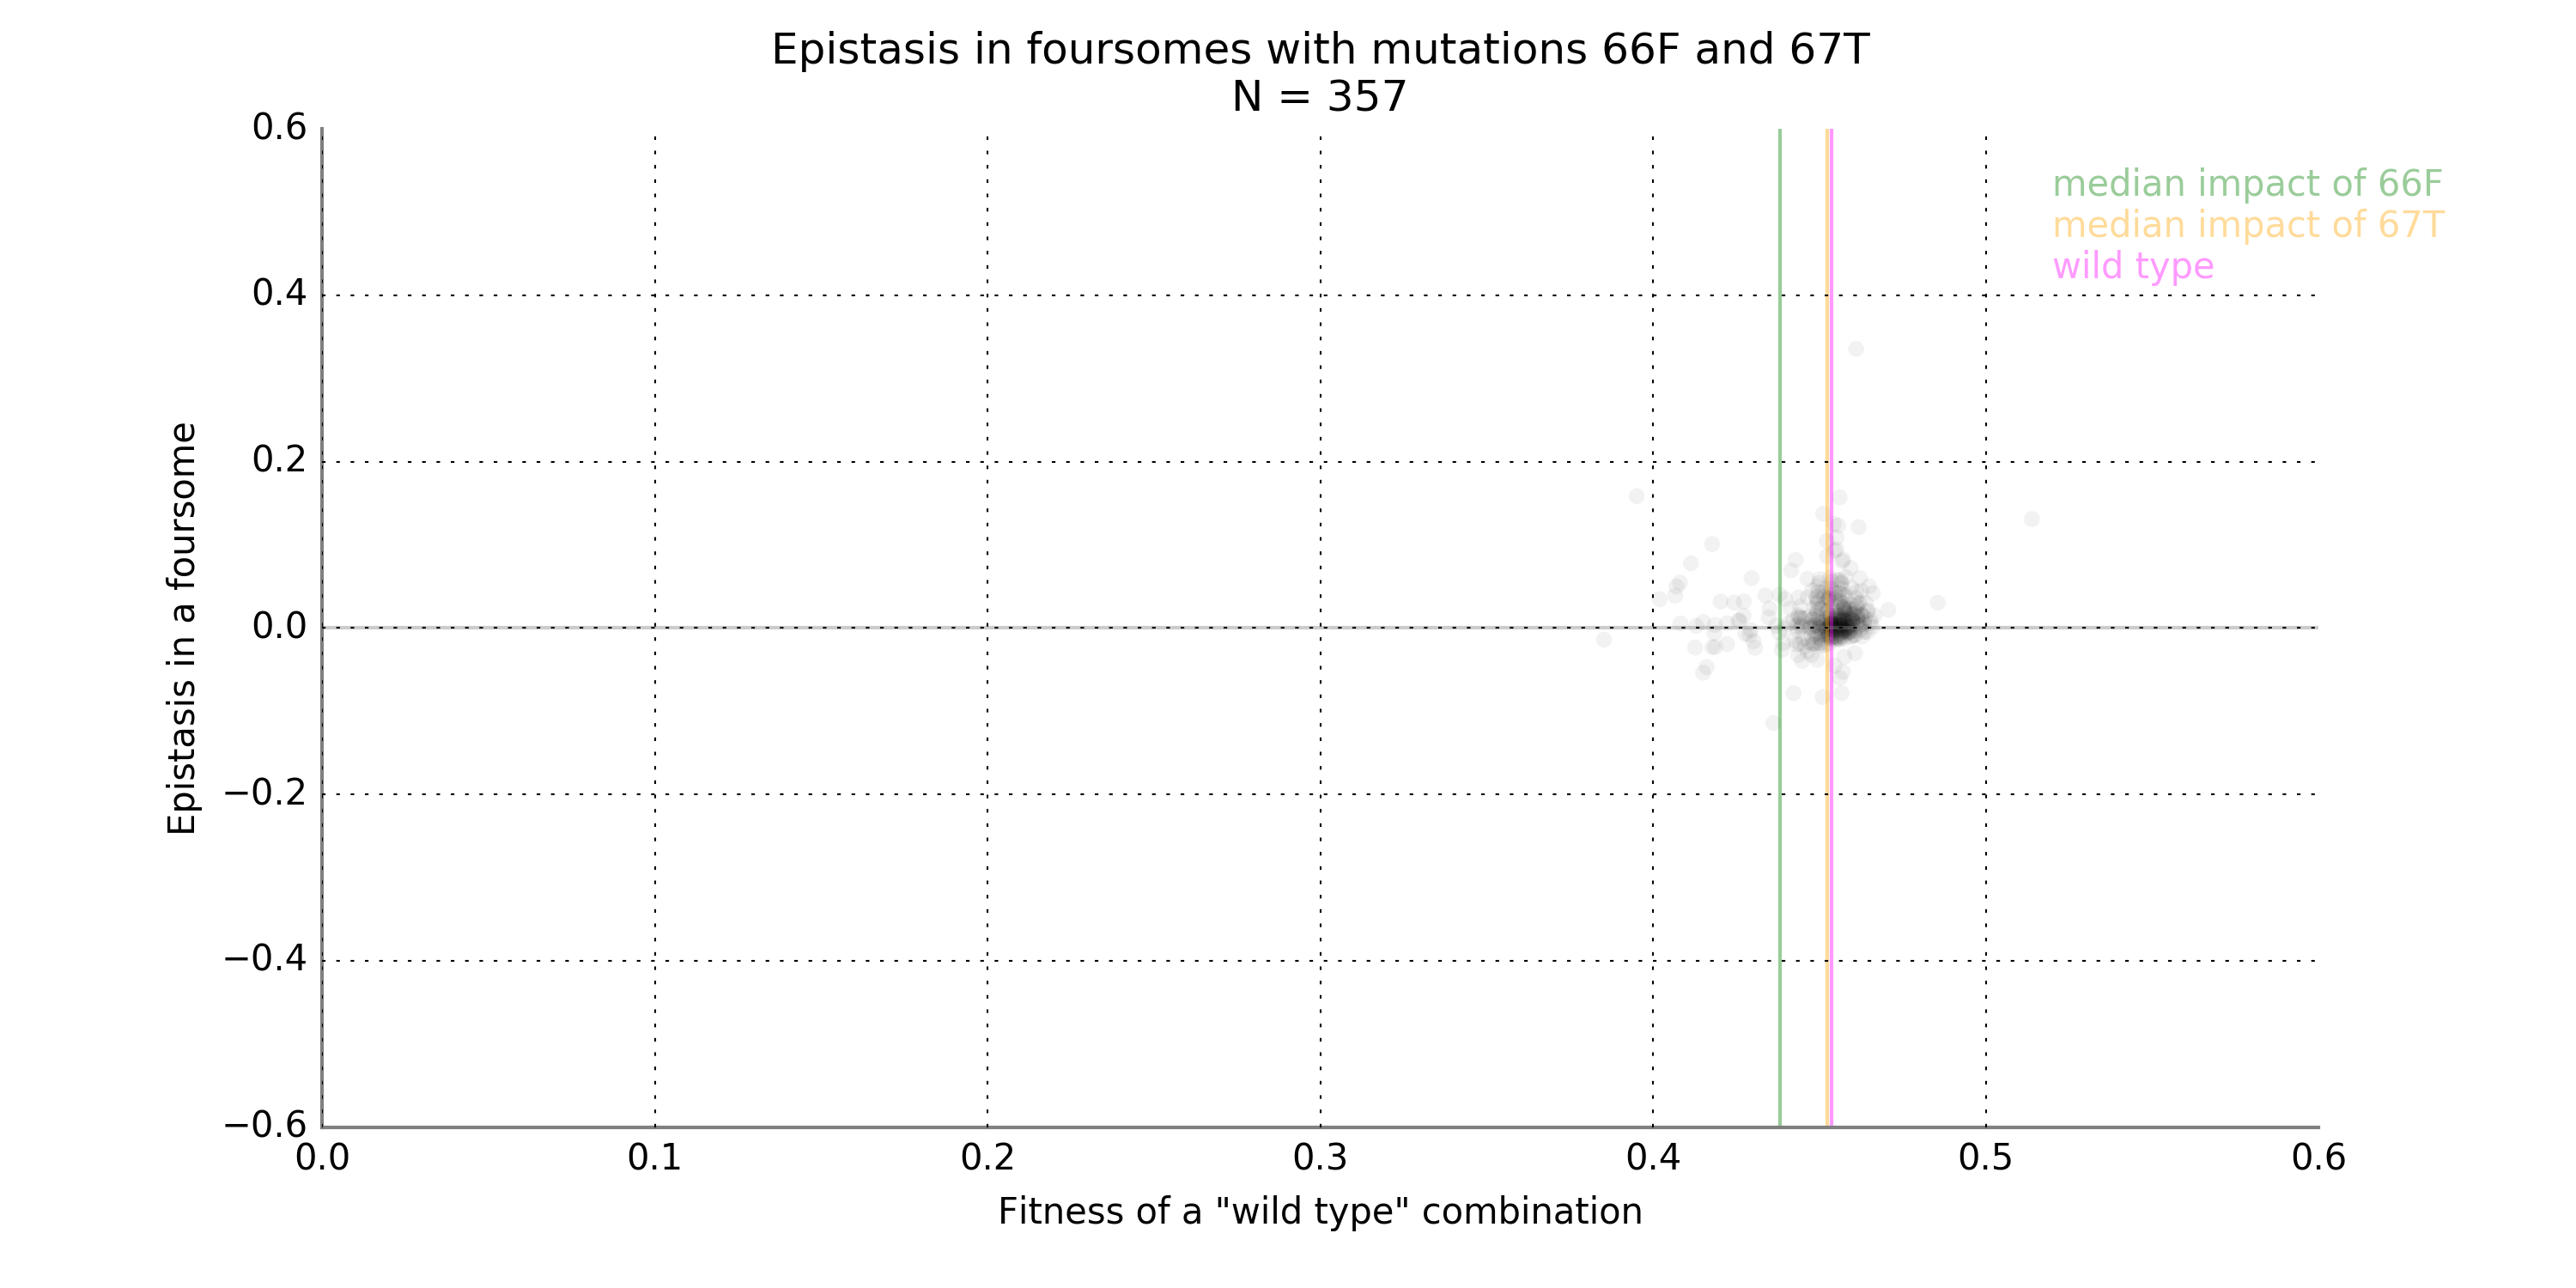 Epistasis in foursomes with mutations 66F and 67T
N = 357
0.6
0.4
0.2
0.0
−0.2
−0.4
−0.6
Epistasis in a foursome
median impact of 66F
median impact of 67T
wild type
0.0 0.1 0.2 0.3 0.4 0.5 0.6
Fitness of a "wild type" combination